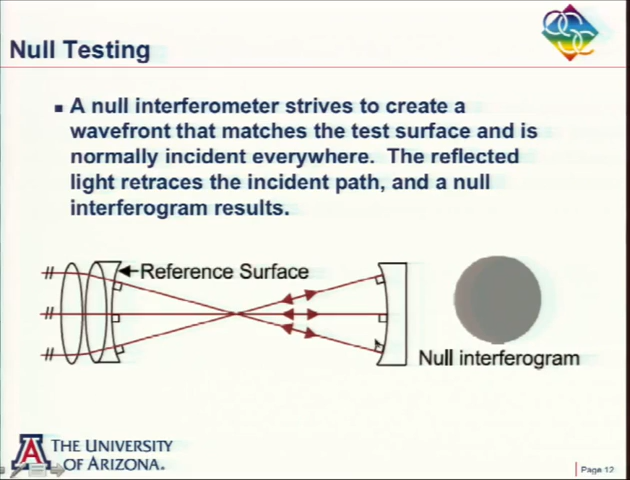 Null Testing
▪ A null interferometer strives to create a
wavefront that matches the test surface and is
normally incident everywhere. The reflected
light retraces the incident path, and a null
interferogram results.
Reference Surface
Null interferogram
THE UNIVERSITY
OF ARIZONA.
Page 12